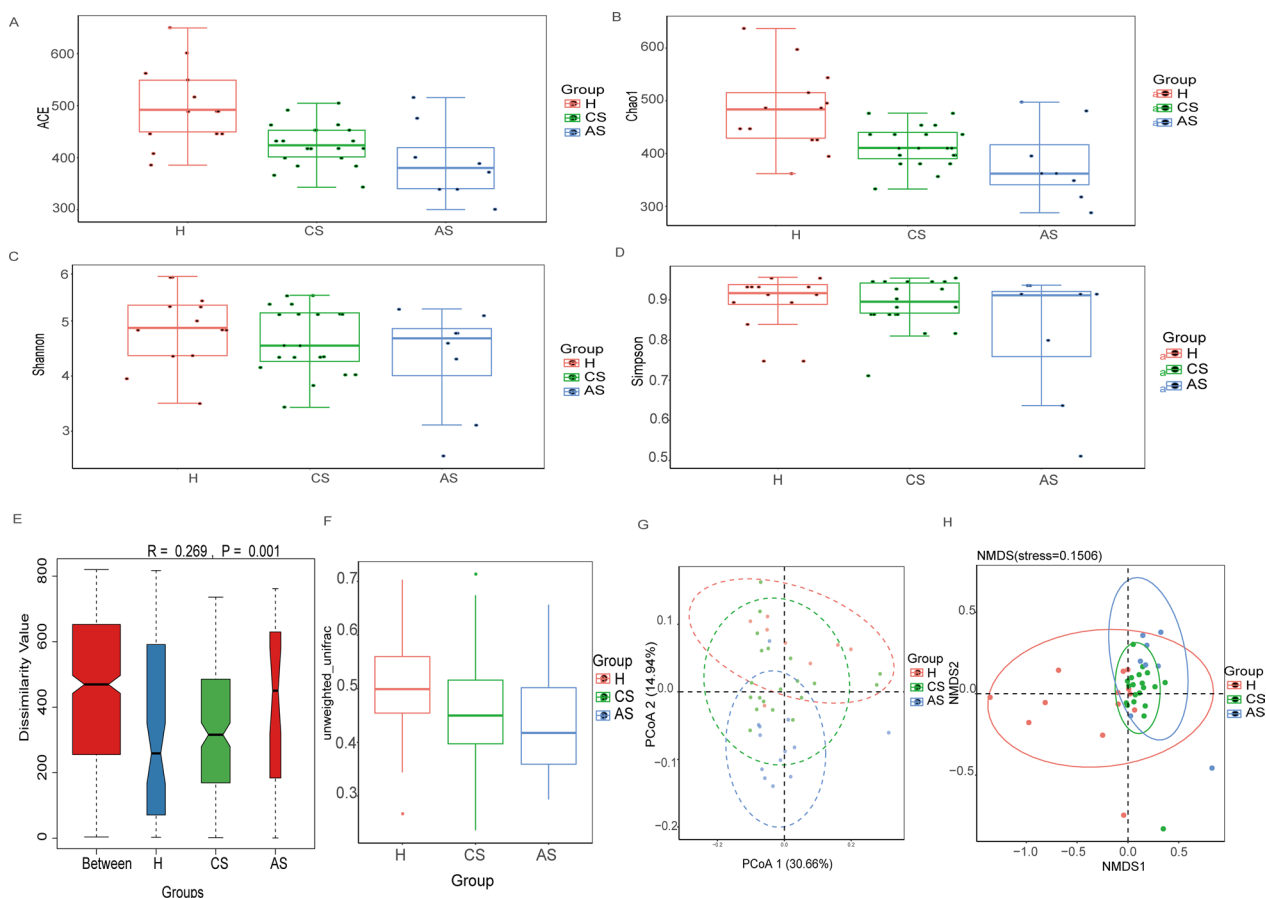 A
ACE
600
500
400
300
H CS AS
Group
H
CS
AS
B
Chao1
600
500
400
300
H CS AS
Group
a H
a CS
a AS
C
Shannon
6
5
4
3
H CS AS
Group
H
CS
AS
D
Simpson
0.9
0.8
0.7
0.6
0.5
H CS AS
Group
a H
a CS
a AS
E
R = 0.269 , P = 0.001
Dissimilarity Value
800
600
400
200
0
Between H CS AS
Groups
F
unweighted_unifrac
0.7
0.6
0.5
0.4
0.3
H CS AS
Group
Group
H
CS
AS
G
PCoA 2 (14.94%)
0.1
0.0
−0.1
−0.2
−0.2 0.0 0.2
PCoA 1 (30.66%)
Group
H
CS
AS
H
NMDS(stress=0.1506)
NMDS2
0.5
0.0
−0.5
−1.0 −0.5 0.0 0.5
NMDS1
Group
H
CS
AS